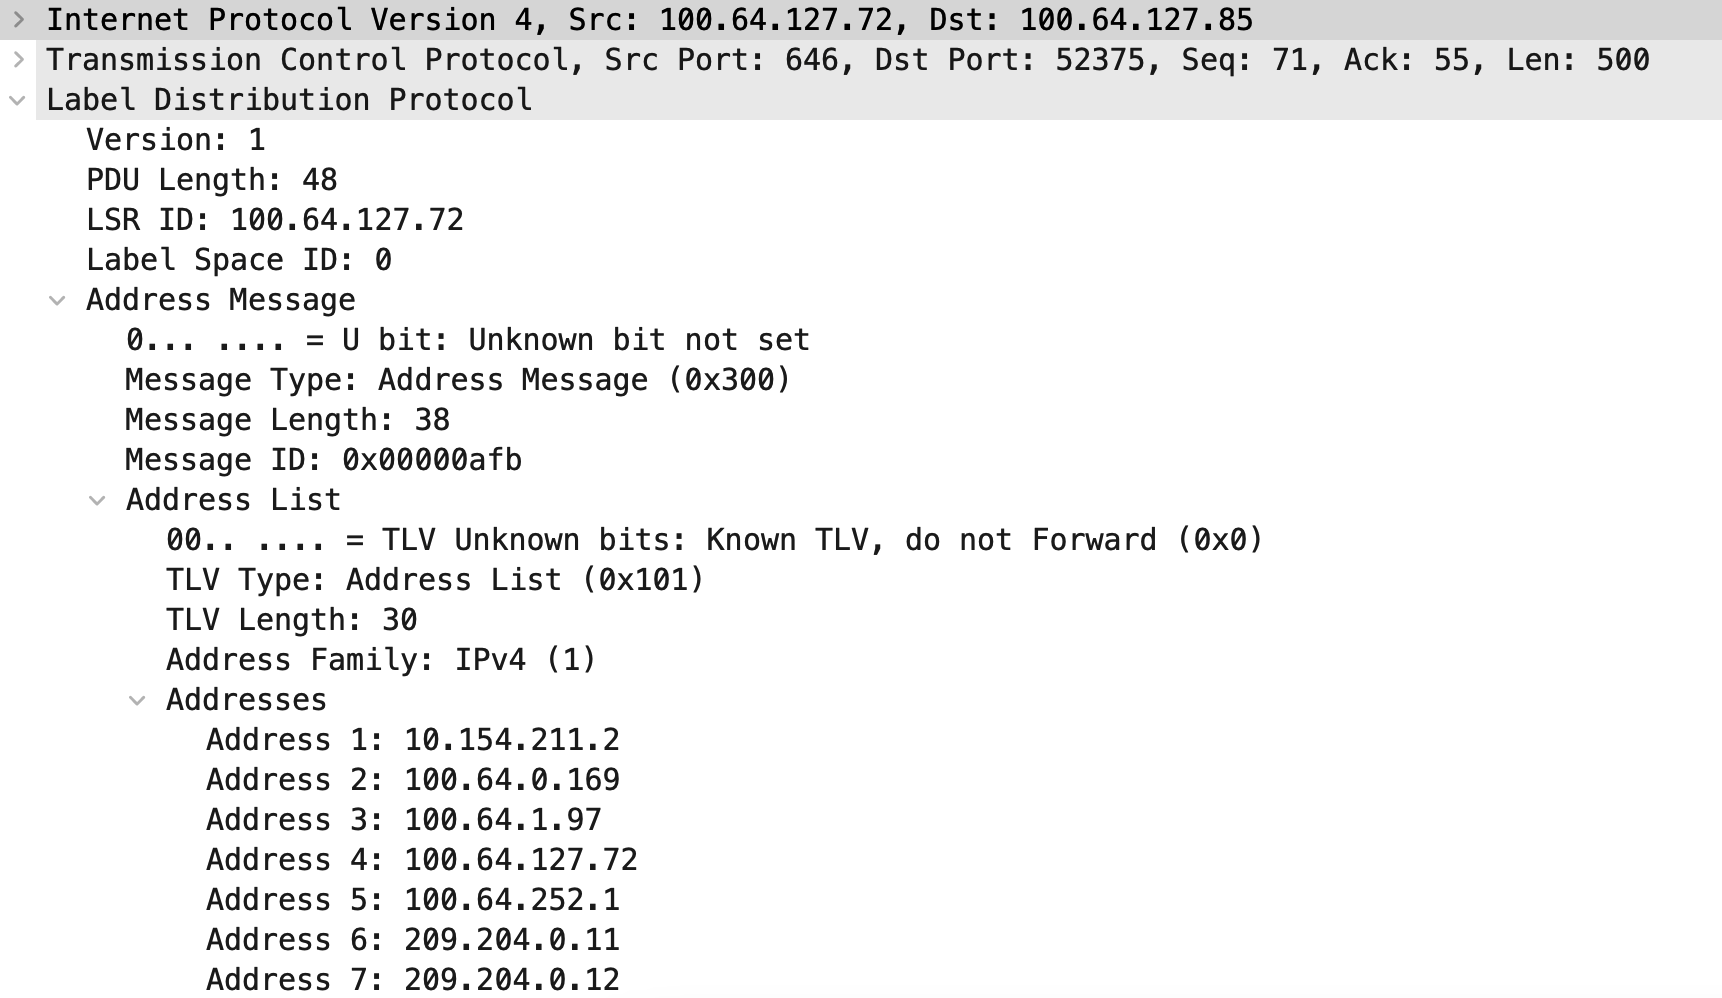 Internet Protocol Version 4, Src: 100.64.127.72, Dst: 100.64.127.85
Transmission Control Protocol, Src Port: 646, Dst Port: 52375, Seq: 71, Ack: 55, Len: 500
Label Distribution Protocol
Version: 1
PDU Length: 48
LSR ID: 100.64.127.72
Label Space ID: 0
Address Message
0... .... = U bit: Unknown bit not set
Message Type: Address Message (0x300)
Message Length: 38
Message ID: 0x00000afb
Address List
00.. .... = TLV Unknown bits: Known TLV, do not Forward (0x0)
TLV Type: Address List (0x101)
TLV Length: 30
Address Family: IPv4 (1)
Addresses
Address 1: 10.154.211.2
Address 2: 100.64.0.169
Address 3: 100.64.1.97
Address 4: 100.64.127.72
Address 5: 100.64.252.1
Address 6: 209.204.0.11
Address 7: 209.204.0.12